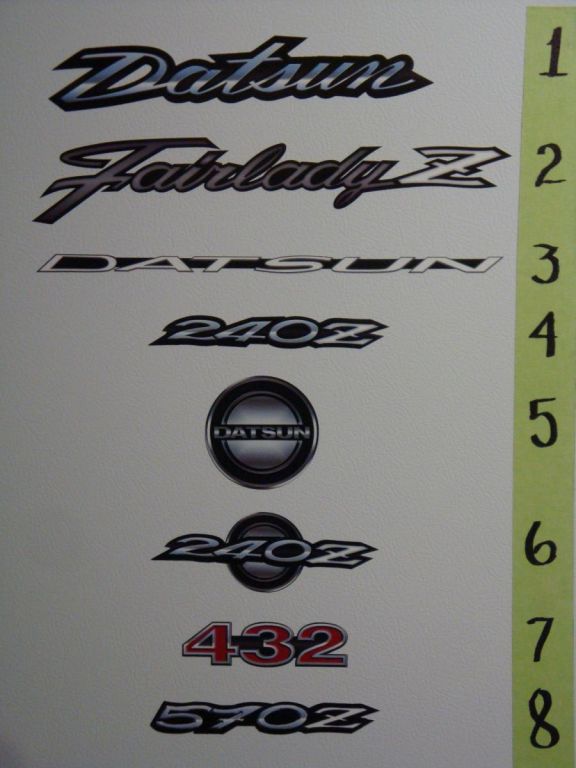 Datsun 1
Fairlady Z 2
DATSUN 3
240Z 4
DATSUN 5
240Z 6
432 7
570Z 8